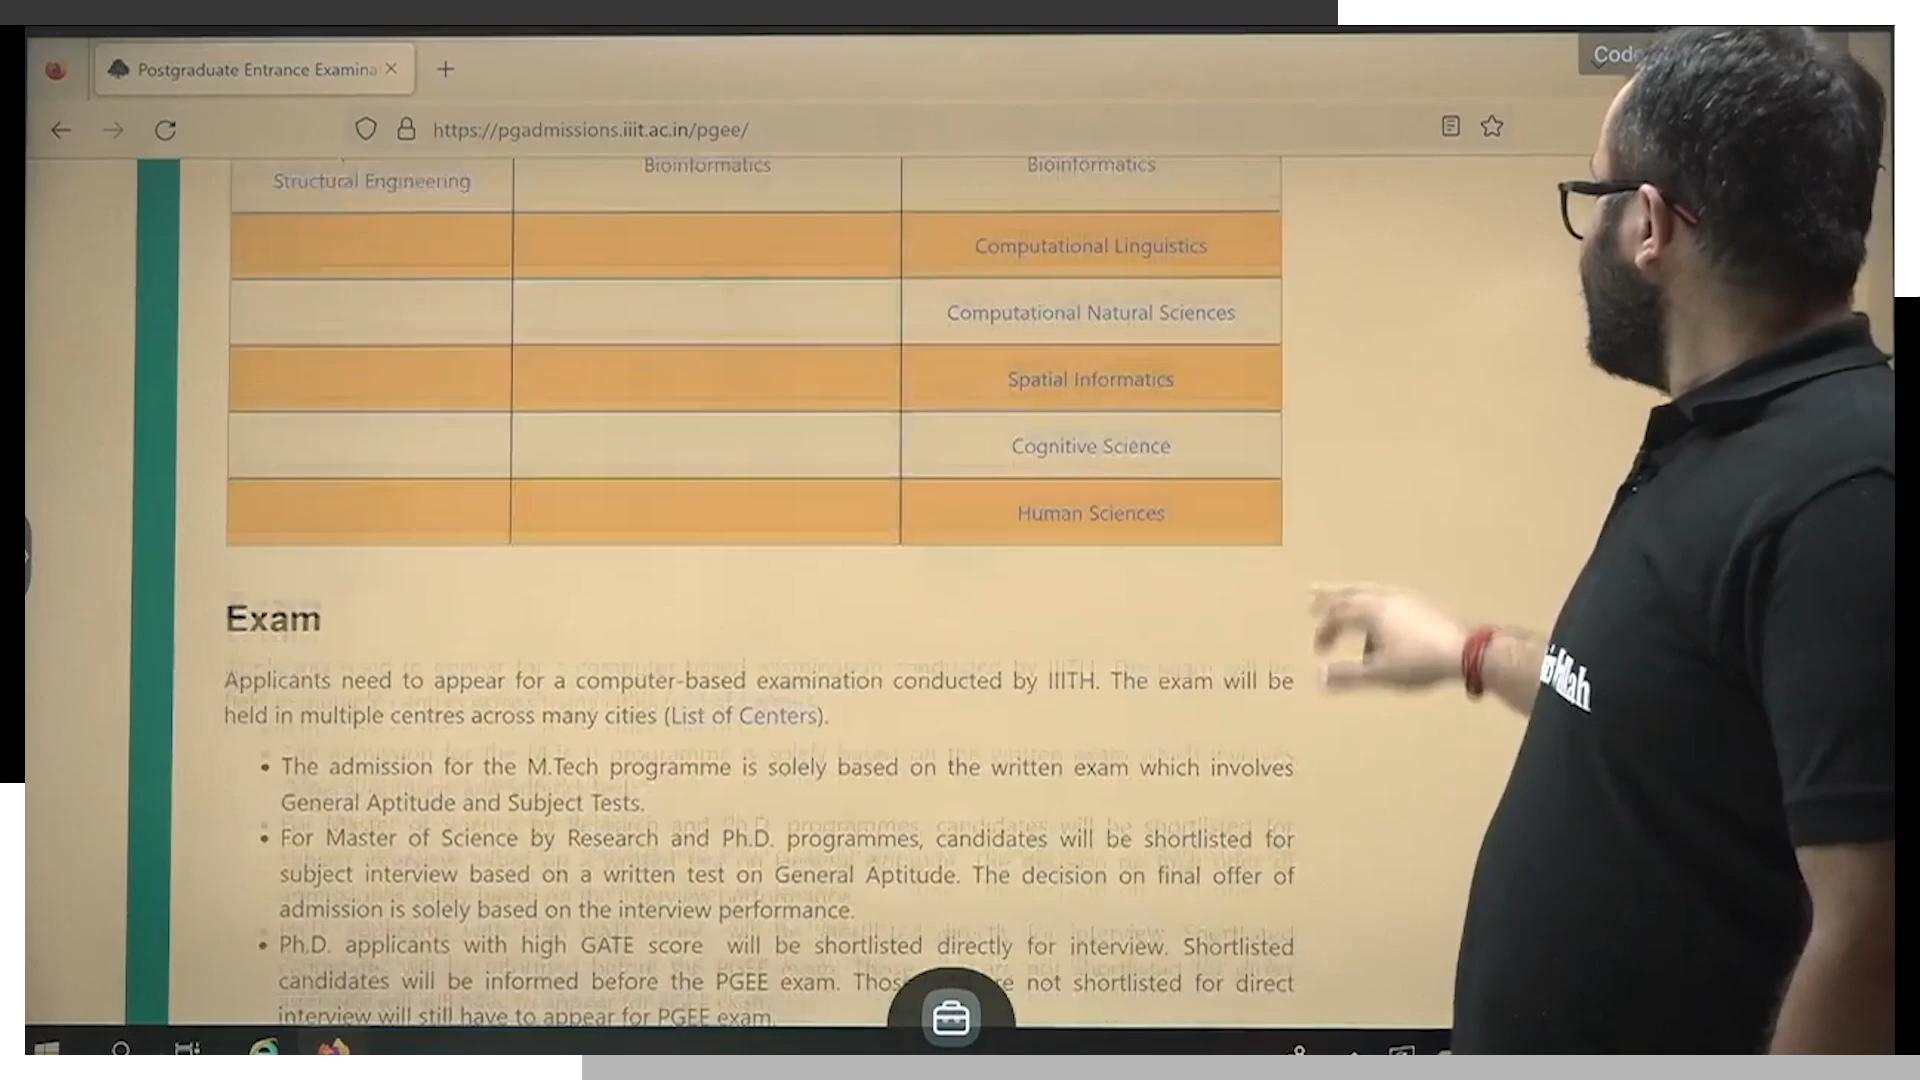 Postgraduate Entrance Examina
https://pgadmissions.iiit.ac.in/pgee/
Structural Engineering
Bioinformatics
Bioinformatics
Computational Linguistics
Computational Natural Sciences
Spatial Informatics
Cognitive Science
Human Sciences
Exam
Applicants need to appear for a computer-based examination conducted by IIITH. The exam will be
held in multiple centres across many cities (List of Centers).
• The admission for the M.Tech programme is solely based on the written exam which involves
General Aptitude and Subject Tests.
• For Master of Science by Research and Ph.D. programmes, candidates will be shortlisted for
subject interview based on a written test on General Aptitude. The decision on final offer of
admission is solely based on the interview performance.
• Ph.D. applicants with high GATE score will be shortlisted directly for interview. Shortlisted
candidates will be informed before the PGEE exam. not shortlisted for direct
interview will still have to appear for PGEE exam.